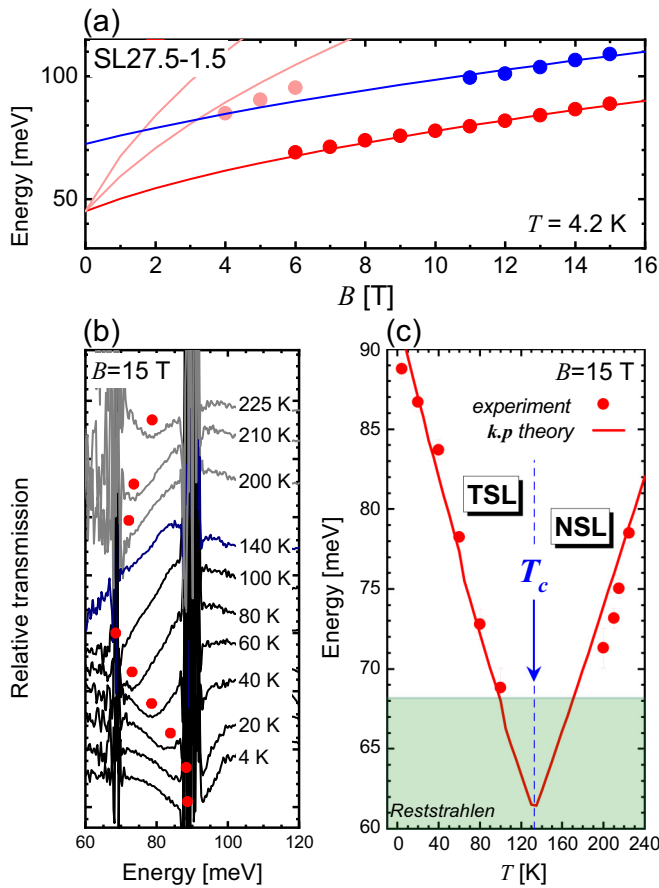 (a)
SL27.5-1.5
100
50
Energy [meV]
T = 4.2 K
0 2 4 6 8 10 12 14 16
B [T]
(b)
B=15 T
225 K
210 K
200 K
140 K
100 K
80 K
60 K
40 K
20 K
4 K
Relative transmission
60 80 100 120
Energy [meV]
(c)
90
85
80
75
70
65
60
Energy [meV]
B=15 T
experiment
k.p theory
TSL
NSL
Tc
Reststrahlen
0 40 80 120 160 200 240
T [K]